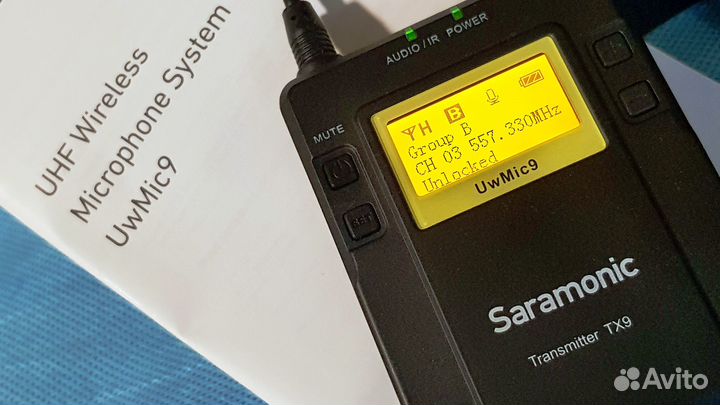 UHF Wireless
Microphone System
UwMic9
AUDIO/IR POWER
MUTE
SET
H B
Group B
CH 03 557.330MHz
Unlocked
UwMic9
Saramonic
Transmitter TX9
Avito